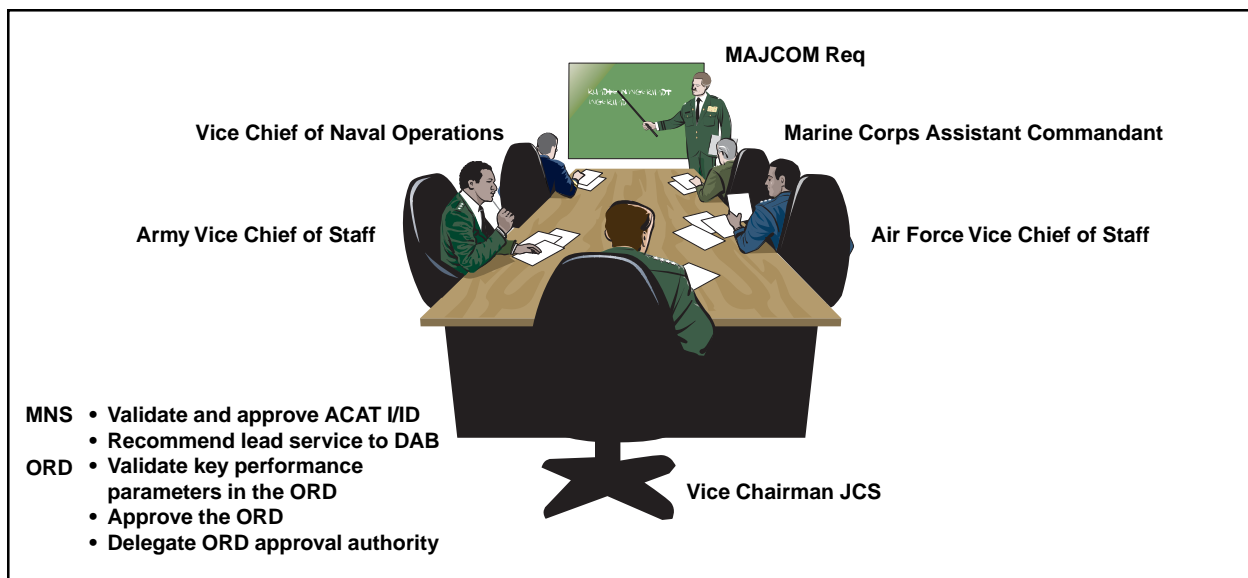 MAJCOM Req
Vice Chief of Naval Operations
Marine Corps Assistant Commandant
Army Vice Chief of Staff
Air Force Vice Chief of Staff
MNS • Validate and approve ACAT I/ID
• Recommend lead service to DAB
ORD • Validate key performance
parameters in the ORD
• Approve the ORD
• Delegate ORD approval authority
Vice Chairman JCS